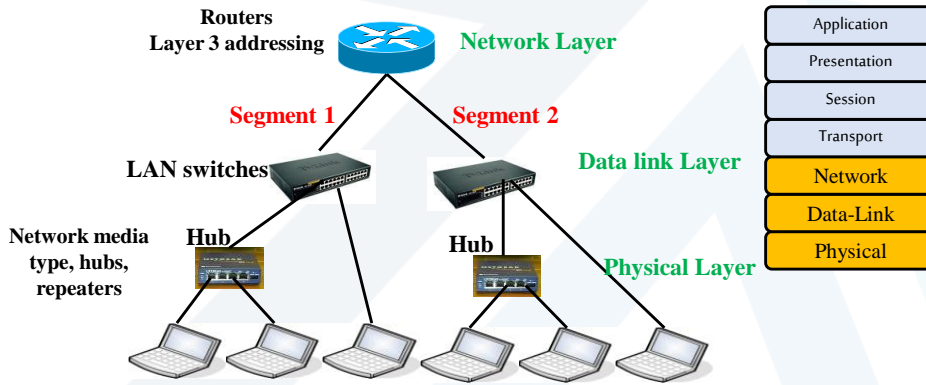 Routers
Layer 3 addressing
Network Layer
Segment 1
Segment 2
LAN switches
Data link Layer
Network media
type, hubs,
repeaters
Hub
Hub
Physical Layer
Application
Presentation
Session
Transport
Network
Data-Link
Physical